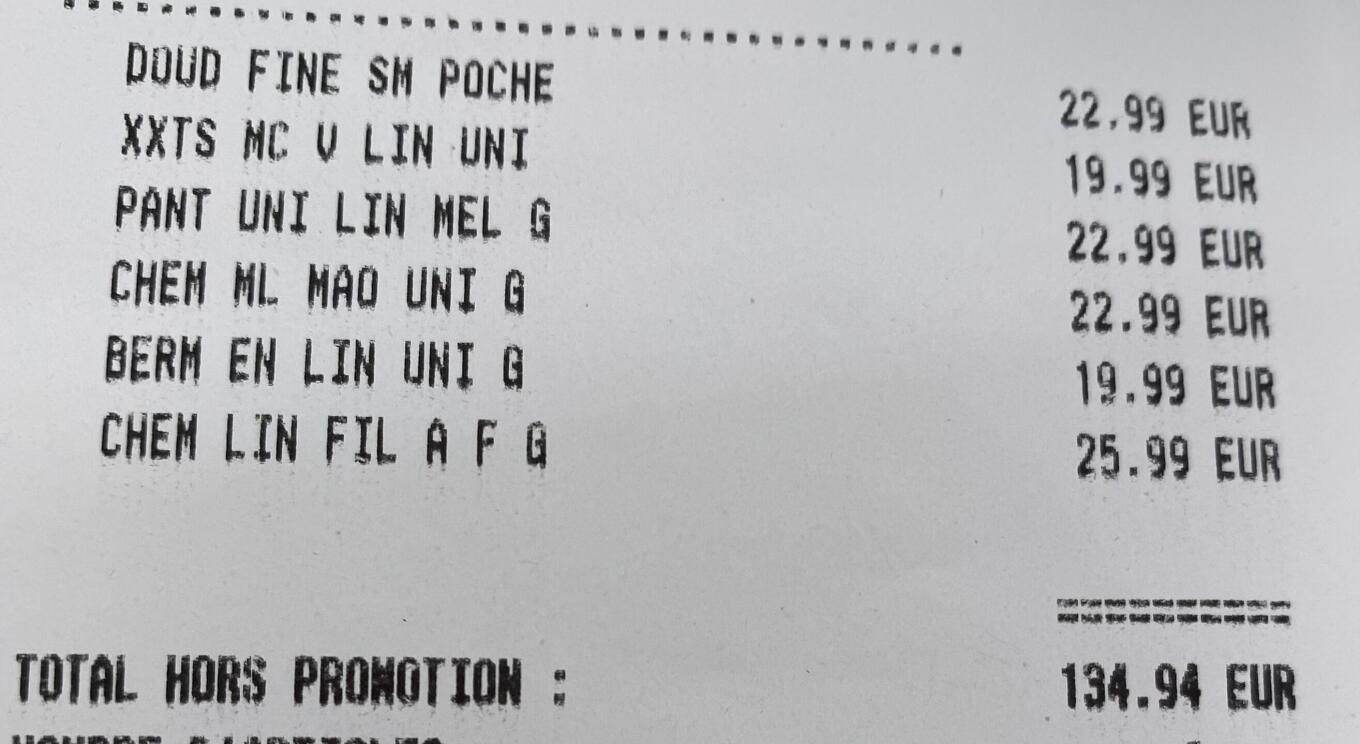 DOUD FINE SM POCHE 22.99 EUR
XXTS MC V LIN UNI 19.99 EUR
PANT UNI LIN MEL G 22.99 EUR
CHEM ML MAO UNI G 22.99 EUR
BERM EN LIN UNI G 19.99 EUR
CHEM LIN FIL A F G 25.99 EUR
==========
TOTAL HORS PROMOTION : 134.94 EUR